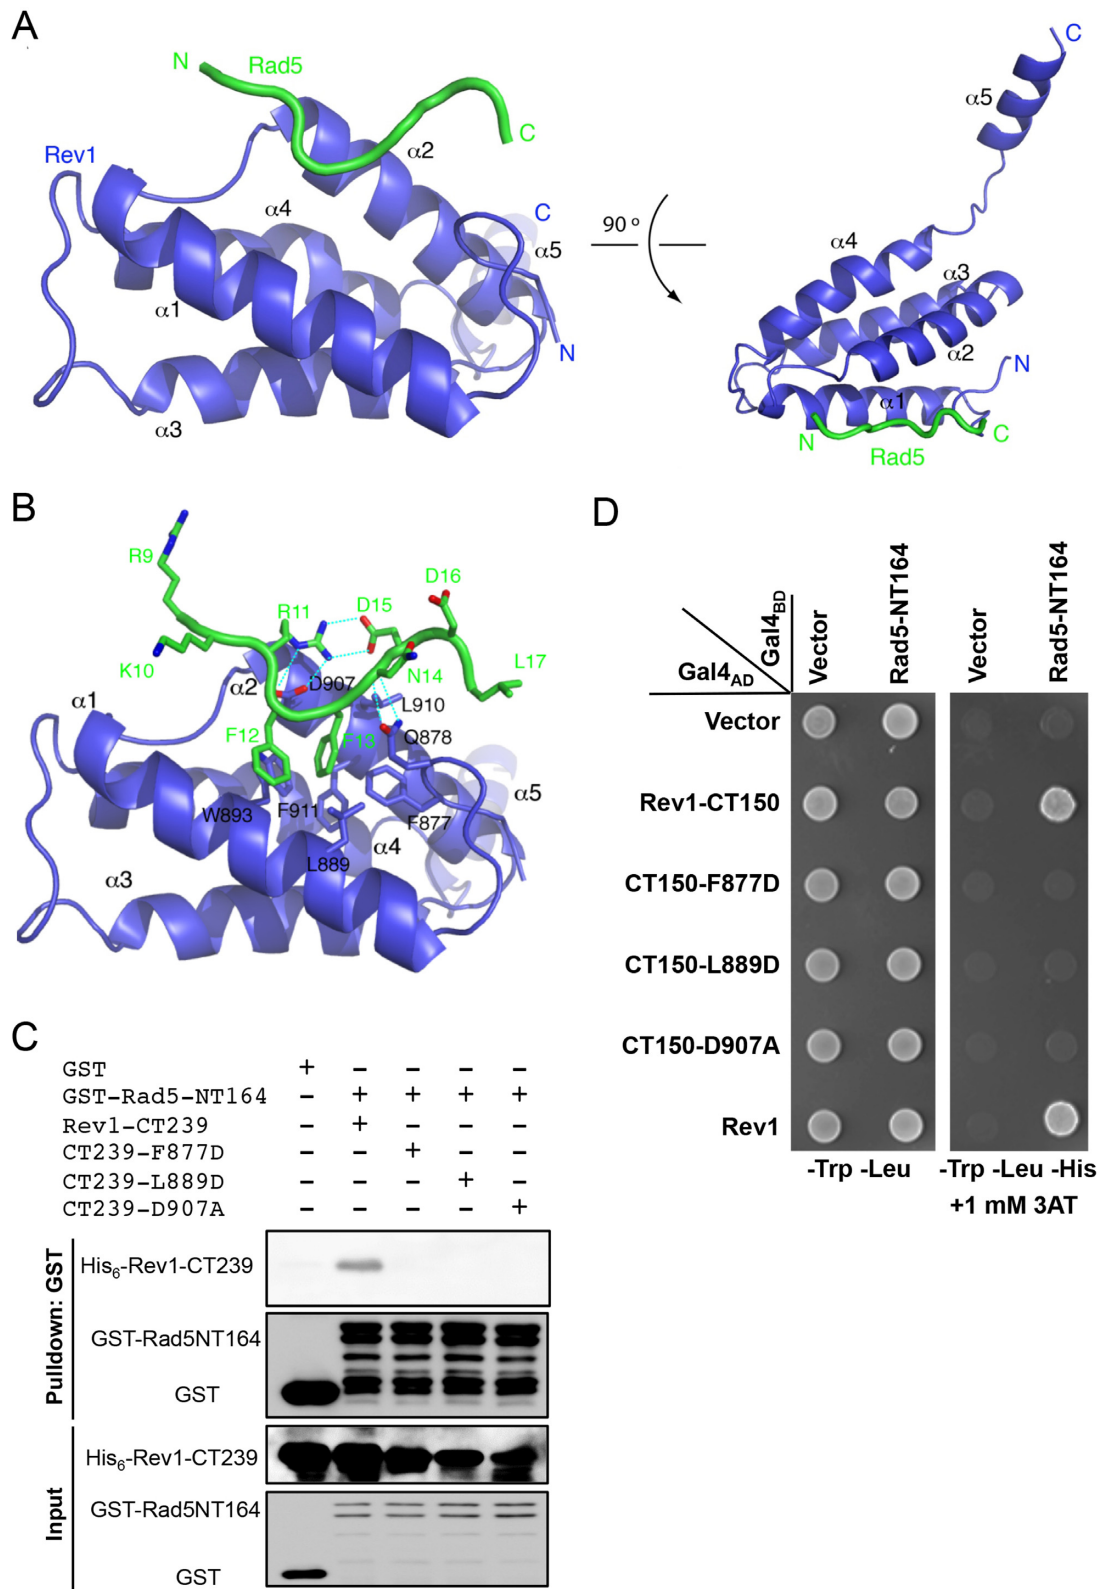 A
N
Rad5
C
α2
Rev1
α4
C
α5
α1
N
α3
90 o
C
α5
α4
α3
α2
N
α1
N
C
Rad5
B
R9
D16
R11
D15
K10
L17
α2
D907
N14
α1
L910
F12
F13
Q878
α5
W893
F911
F877
α4
L889
α3
C
GST + – – – –
GST-Rad5-NT164 – + + + +
Rev1-CT239 – + – – –
CT239-F877D – – + – –
CT239-L889D – – – + –
CT239-D907A – – – – +
Pulldown: GST
His6-Rev1-CT239
GST-Rad5NT164
GST
Input
His6-Rev1-CT239
GST-Rad5NT164
GST
D
Gal4BD
Gal4AD
Vector
Rad5-NT164
Vector
Rad5-NT164
Vector
Rev1-CT150
CT150-F877D
CT150-L889D
CT150-D907A
Rev1
-Trp -Leu
-Trp -Leu -His
+1 mM 3AT